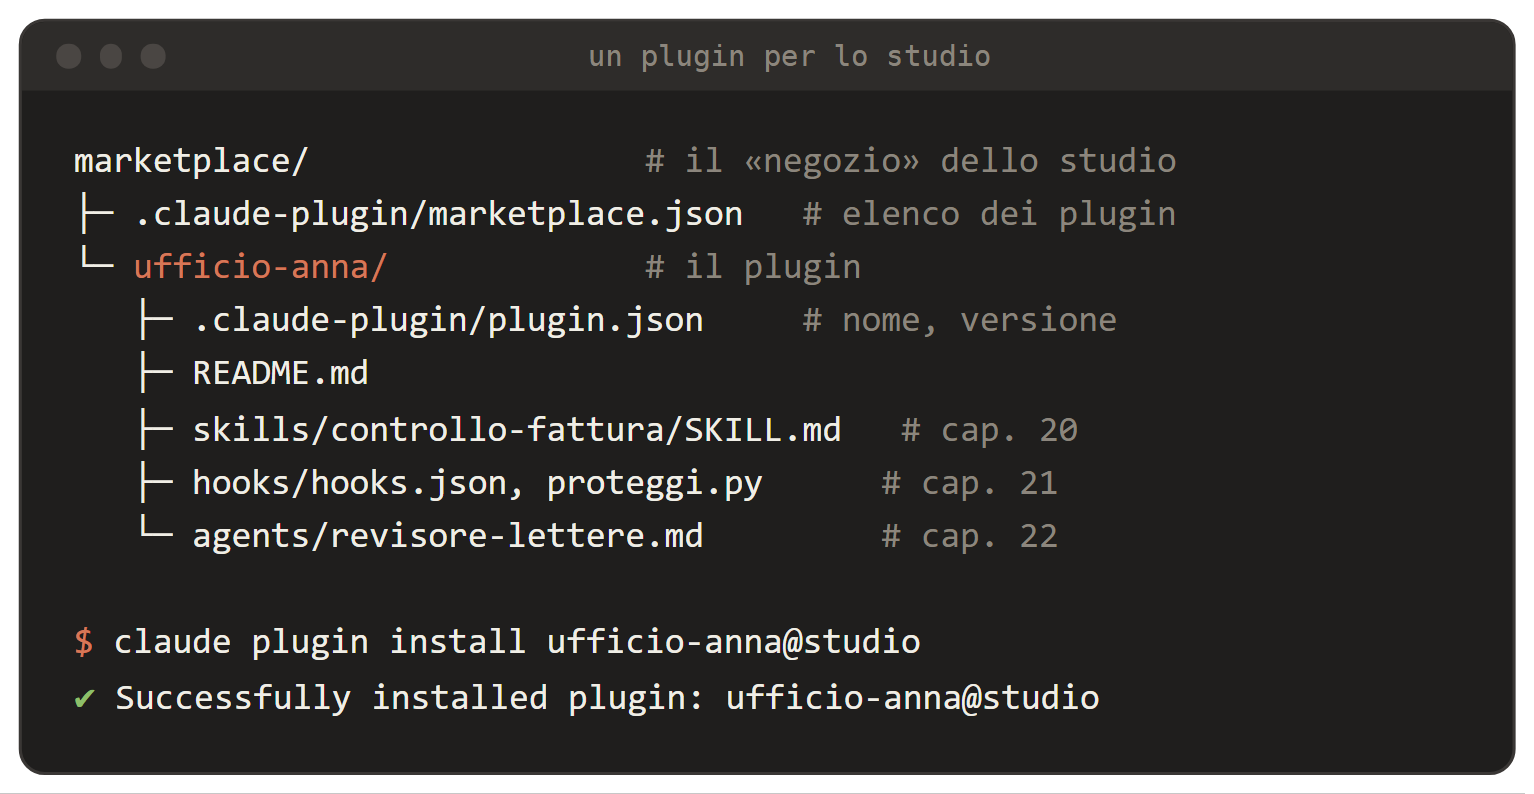 un plugin per lo studio
marketplace/ # il «negozio» dello studio
├─ .claude-plugin/marketplace.json # elenco dei plugin
└─ ufficio-anna/ # il plugin
├─ .claude-plugin/plugin.json # nome, versione
├─ README.md
├─ skills/controllo-fattura/SKILL.md # cap. 20
├─ hooks/hooks.json, proteggi.py # cap. 21
└─ agents/revisore-lettere.md # cap. 22
$ claude plugin install ufficio-anna@studio
✔ Successfully installed plugin: ufficio-anna@studio